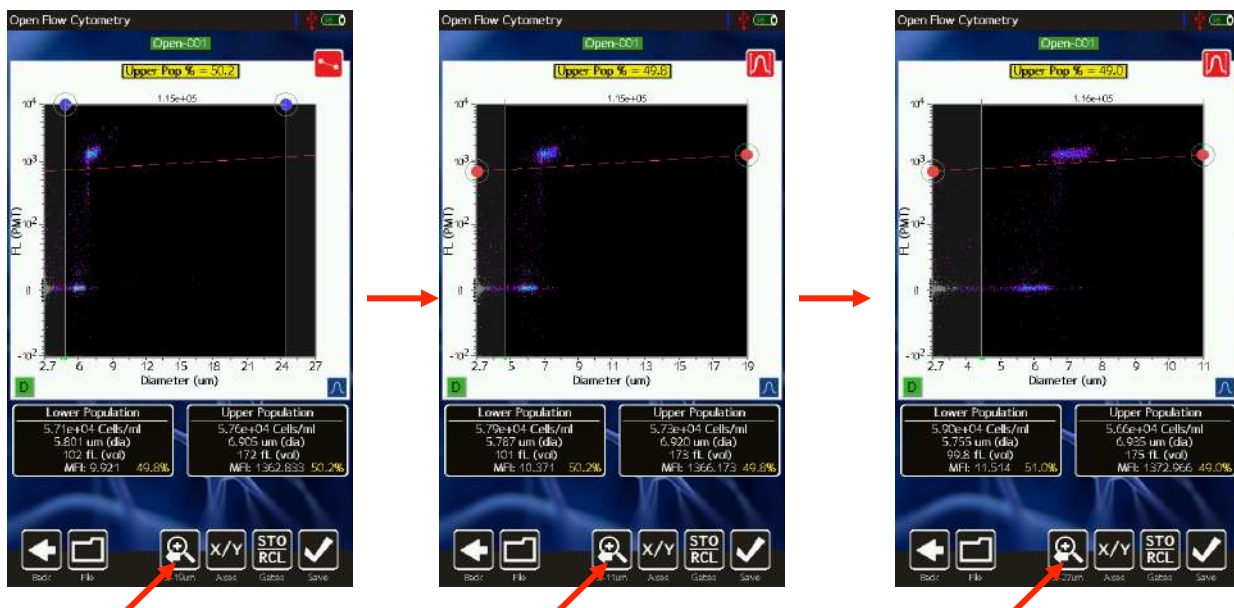 Open Flow Cytometry
Open-001
Upper Pop % = 50.2
1.15e+05
10⁴
10³
10²
0
-10²
FL (PMT)
2.7 6 9 12 15 18 21 24 27
Diameter (um)
D
Lower Population
5.71e+04 Cells/ml
5.801 um (dia)
102 fL (vol)
MFI: 9.921 49.8%
Upper Population
5.76e+04 Cells/ml
6.905 um (dia)
172 fL (vol)
MFI: 1362.833 50.2%
X/Y
STO
RCL
Back File -19um Axes Gates Save
Open Flow Cytometry
Open-001
Upper Pop % = 49.8
1.15e+05
10⁴
10³
10²
0
-10²
FL (PMT)
2.7 5 7 9 11 13 15 17 19
Diameter (um)
D
Lower Population
5.79e+04 Cells/ml
5.787 um (dia)
101 fL (vol)
MFI: 10.371 50.2%
Upper Population
5.73e+04 Cells/ml
6.920 um (dia)
173 fL (vol)
MFI: 1366.173 49.8%
X/Y
STO
RCL
Back File -11um Axes Gates Save
Open Flow Cytometry
Open-001
Upper Pop % = 49.0
1.16e+05
10⁴
10³
10²
0
-10²
FL (PMT)
2.7 4 5 6 7 8 9 10 11
Diameter (um)
D
Lower Population
5.90e+04 Cells/ml
5.755 um (dia)
99.8 fL (vol)
MFI: 11.514 51.0%
Upper Population
5.66e+04 Cells/ml
6.935 um (dia)
175 fL (vol)
MFI: 1372.966 49.0%
X/Y
STO
RCL
Back File -27um Axes Gates Save